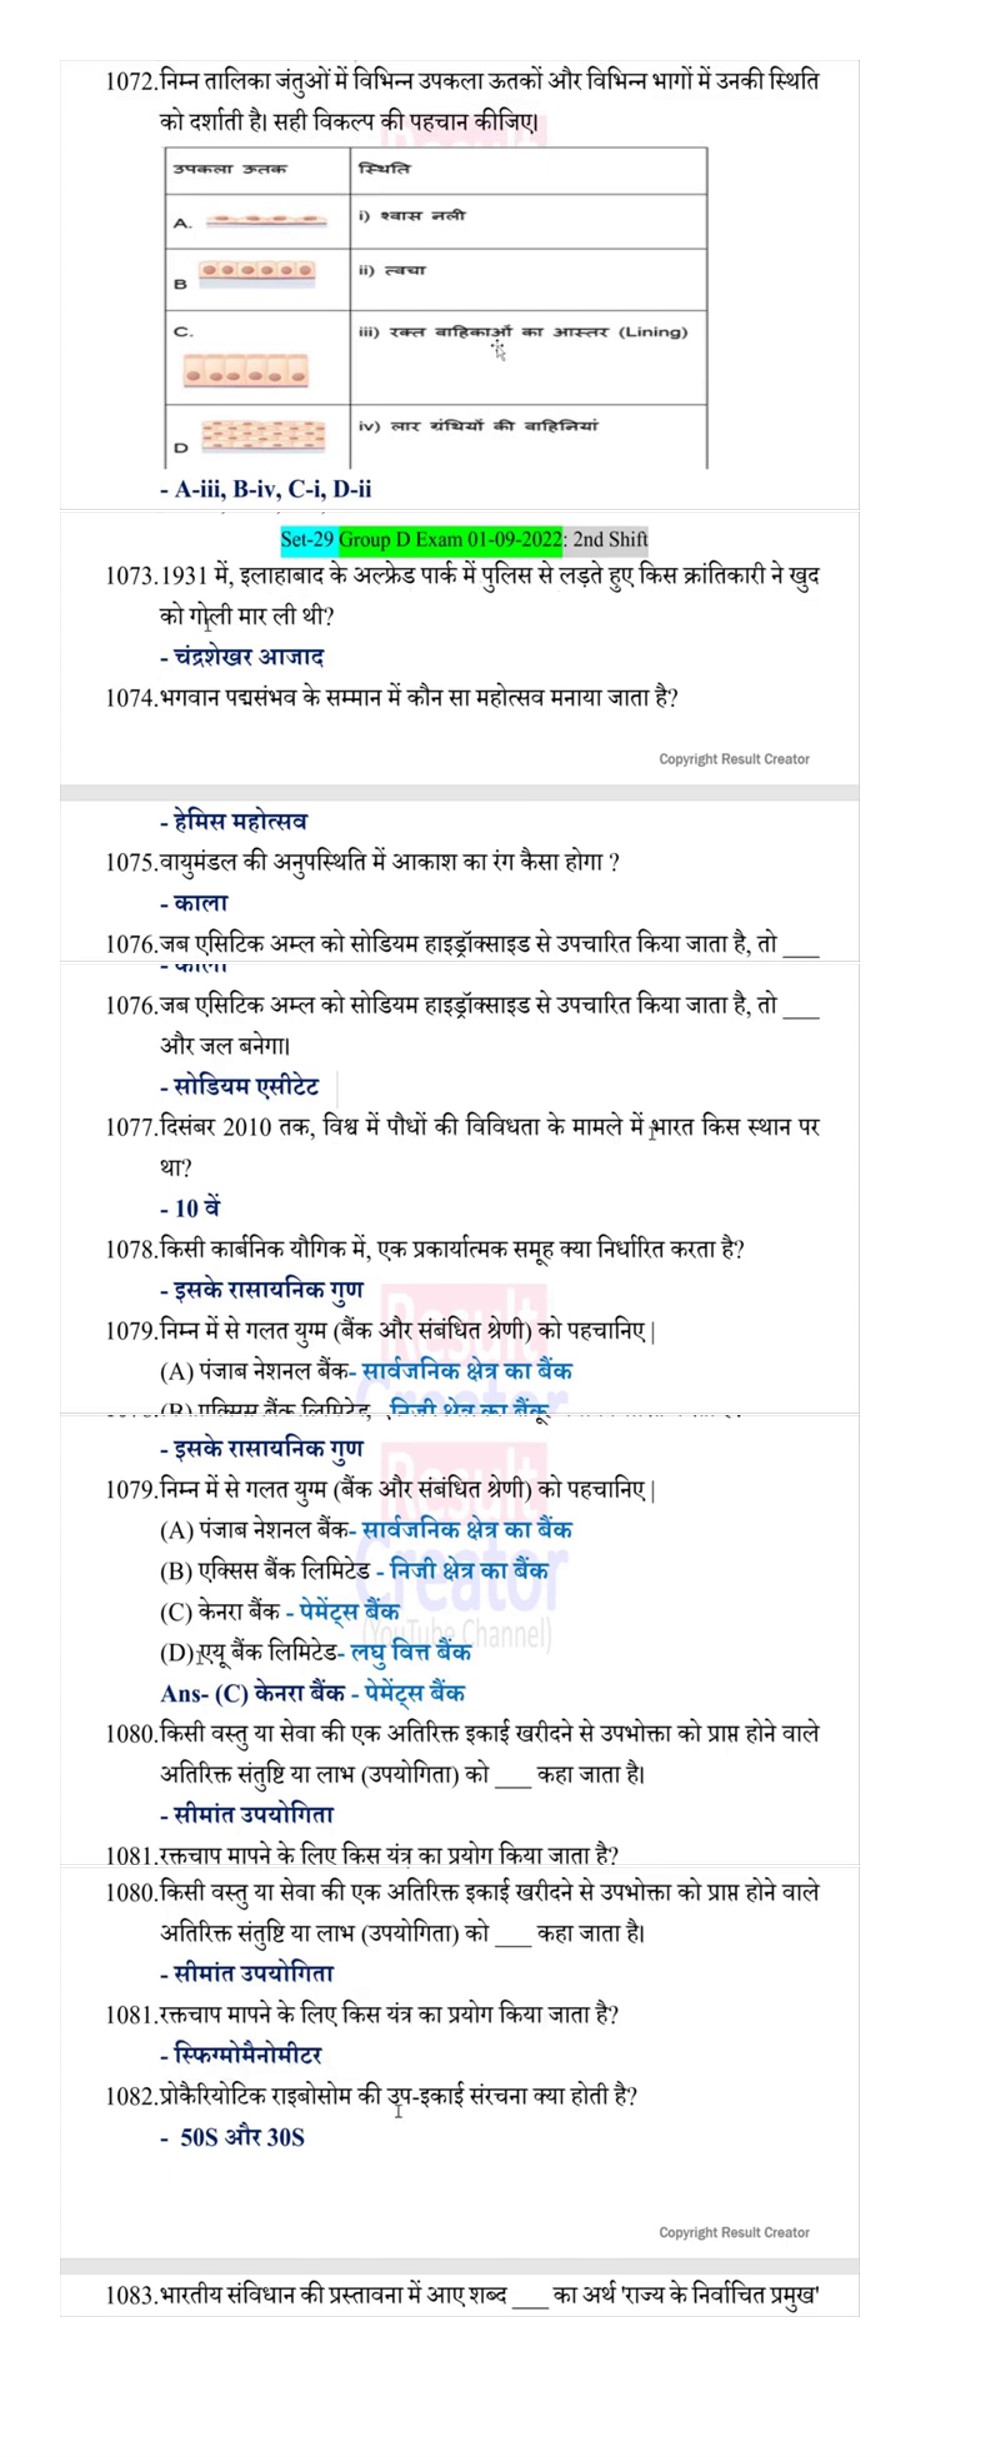 1072.निम्न तालिका जंतुओं में विभिन्न उपकला ऊतकों और विभिन्न भागों में उनकी स्थिति
को दर्शाती है। सही विकल्प की पहचान कीजिए।
उपकला ऊतक स्थिति
A. i) श्वास नली
B ii) त्वचा
C. iii) रक्त वाहिकाओं का आस्तर (Lining)
D iv) लार ग्रंथियों की वाहिनियां
- A-iii, B-iv, C-i, D-ii
Set-29 Group D Exam 01-09-2022: 2nd Shift
1073.1931 में, इलाहाबाद के अल्फ्रेड पार्क में पुलिस से लड़ते हुए किस क्रांतिकारी ने खुद
को गोली मार ली थी?
- चंद्रशेखर आजाद
1074.भगवान पद्मसंभव के सम्मान में कौन सा महोत्सव मनाया जाता है?
Copyright Result Creator
- हेमिस महोत्सव
1075.वायुमंडल की अनुपस्थिति में आकाश का रंग कैसा होगा ?
- काला
1076.जब एसिटिक अम्ल को सोडियम हाइड्रॉक्साइड से उपचारित किया जाता है, तो ___
- काला
1076.जब एसिटिक अम्ल को सोडियम हाइड्रॉक्साइड से उपचारित किया जाता है, तो ___
और जल बनेगा।
- सोडियम एसीटेट
1077.दिसंबर 2010 तक, विश्व में पौधों की विविधता के मामले में भारत किस स्थान पर
था?
- 10 वें
1078.किसी कार्बनिक यौगिक में, एक प्रकार्यात्मक समूह क्या निर्धारित करता है?
- इसके रासायनिक गुण
1079.निम्न में से गलत युग्म (बैंक और संबंधित श्रेणी) को पहचानिए |
(A) पंजाब नेशनल बैंक- सार्वजनिक क्षेत्र का बैंक
(B) एक्सिस बैंक लिमिटेड - निजी क्षेत्र का बैंक
- इसके रासायनिक गुण
1079.निम्न में से गलत युग्म (बैंक और संबंधित श्रेणी) को पहचानिए |
(A) पंजाब नेशनल बैंक- सार्वजनिक क्षेत्र का बैंक
(B) एक्सिस बैंक लिमिटेड - निजी क्षेत्र का बैंक
(C) केनरा बैंक - पेमेंट्स बैंक
(D) एयू बैंक लिमिटेड- लघु वित्त बैंक
Ans- (C) केनरा बैंक - पेमेंट्स बैंक
Result
Creator
(YouTube Channel)
1080.किसी वस्तु या सेवा की एक अतिरिक्त इकाई खरीदने से उपभोक्ता को प्राप्त होने वाले
अतिरिक्त संतुष्टि या लाभ (उपयोगिता) को ___ कहा जाता है।
- सीमांत उपयोगिता
1081.रक्तचाप मापने के लिए किस यंत्र का प्रयोग किया जाता है?
1080.किसी वस्तु या सेवा की एक अतिरिक्त इकाई खरीदने से उपभोक्ता को प्राप्त होने वाले
अतिरिक्त संतुष्टि या लाभ (उपयोगिता) को ___ कहा जाता है।
- सीमांत उपयोगिता
1081.रक्तचाप मापने के लिए किस यंत्र का प्रयोग किया जाता है?
- स्फिग्मोमैनोमीटर
1082.प्रोकैरियोटिक राइबोसोम की उप-इकाई संरचना क्या होती है?
- 50S और 30S
Copyright Result Creator
1083.भारतीय संविधान की प्रस्तावना में आए शब्द ___ का अर्थ 'राज्य के निर्वाचित प्रमुख'